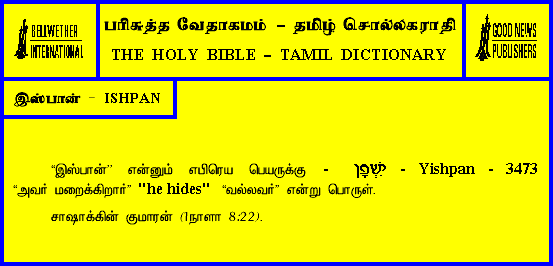 BELLWETHER
INTERNATIONAL
பரிசுத்த வேதாகமம் – தமிழ் சொல்லகராதி
THE HOLY BIBLE – TAMIL DICTIONARY
GOOD NEWS
PUBLISHERS
இஸ்பான் – ISHPAN
“இஸ்பான்” என்னும் எபிரெய பெயருக்கு - יִשְׁפָּן - Yishpan - 3473
“அவர் மறைக்கிறார்” "he hides" “வல்லவர்” என்று பொருள்.
சாஷாக்கின் குமாரன் (1நாளா 8:22).